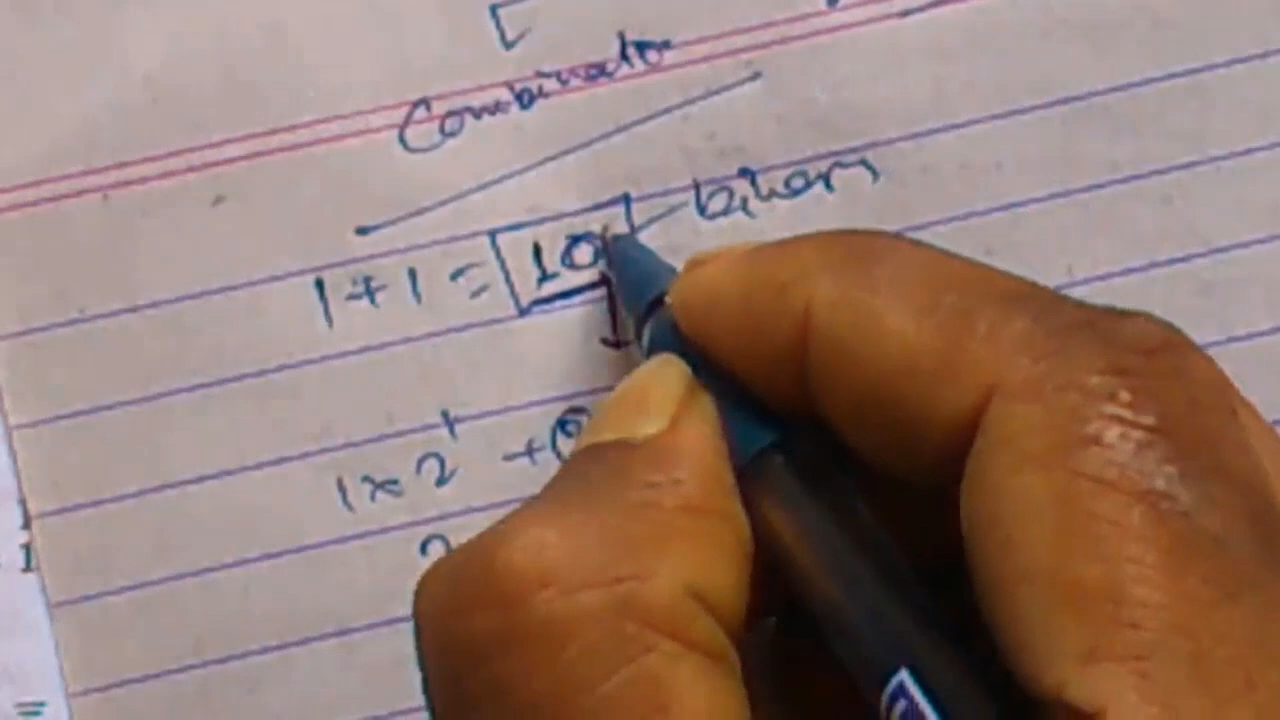 Combinato
binary
1 + 1 = 10
1 × 2¹ + 0
2